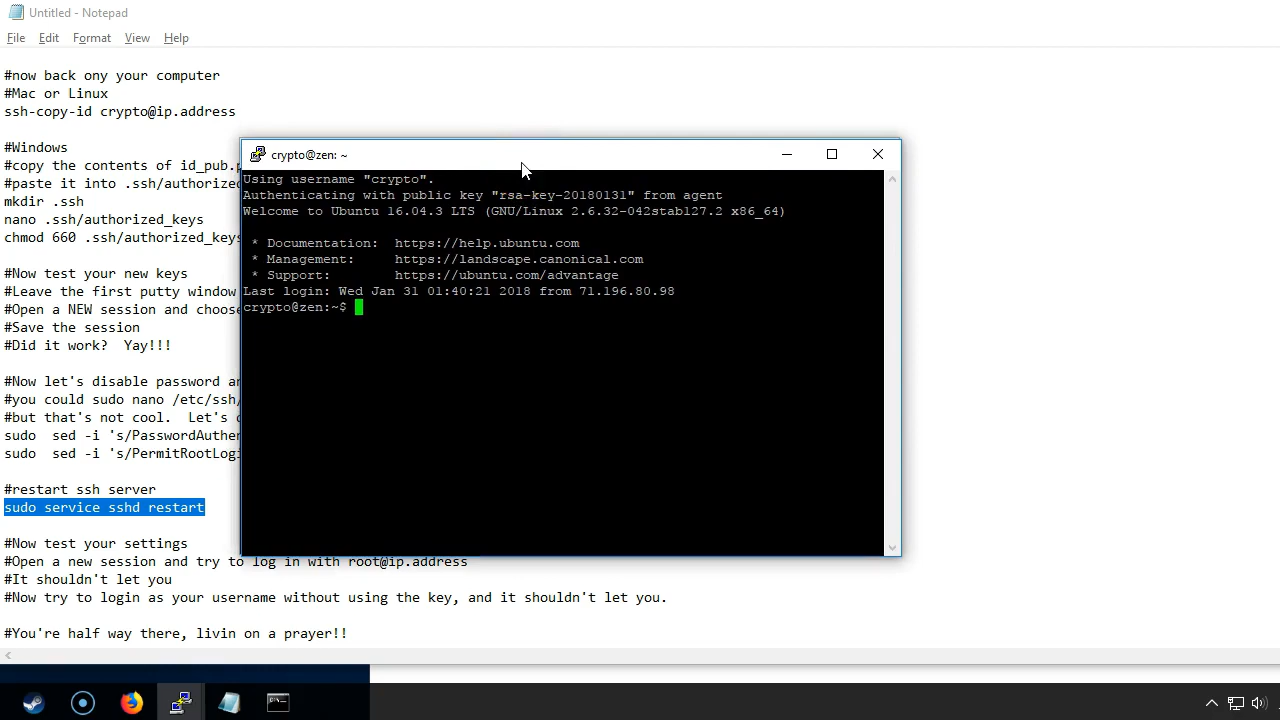 Untitled - Notepad
File Edit Format View Help
#now back ony your computer
#Mac or Linux
ssh-copy-id crypto@ip.address
#Windows
#copy the contents of id_pub.p
#paste it into .ssh/authorized
mkdir .ssh
nano .ssh/authorized_keys
chmod 660 .ssh/authorized_keys
#Now test your new keys
#Leave the first putty window
#Open a NEW session and choose
#Save the session
#Did it work? Yay!!!
#Now let's disable password an
#you could sudo nano /etc/ssh/
#but that's not cool. Let's
sudo sed -i 's/PasswordAuthen
sudo sed -i 's/PermitRootLogi
#restart ssh server
sudo service sshd restart
#Now test your settings
#Open a new session and try to log in with root@ip.address
#It shouldn't let you
#Now try to login as your username without using the key, and it shouldn't let you.
#You're half way there, livin on a prayer!!
crypto@zen: ~
Using username "crypto".
Authenticating with public key "rsa-key-20180131" from agent
Welcome to Ubuntu 16.04.3 LTS (GNU/Linux 2.6.32-042stab127.2 x86_64)
* Documentation: https://help.ubuntu.com
* Management: https://landscape.canonical.com
* Support: https://ubuntu.com/advantage
Last login: Wed Jan 31 01:40:21 2018 from 71.196.80.98
crypto@zen:~$